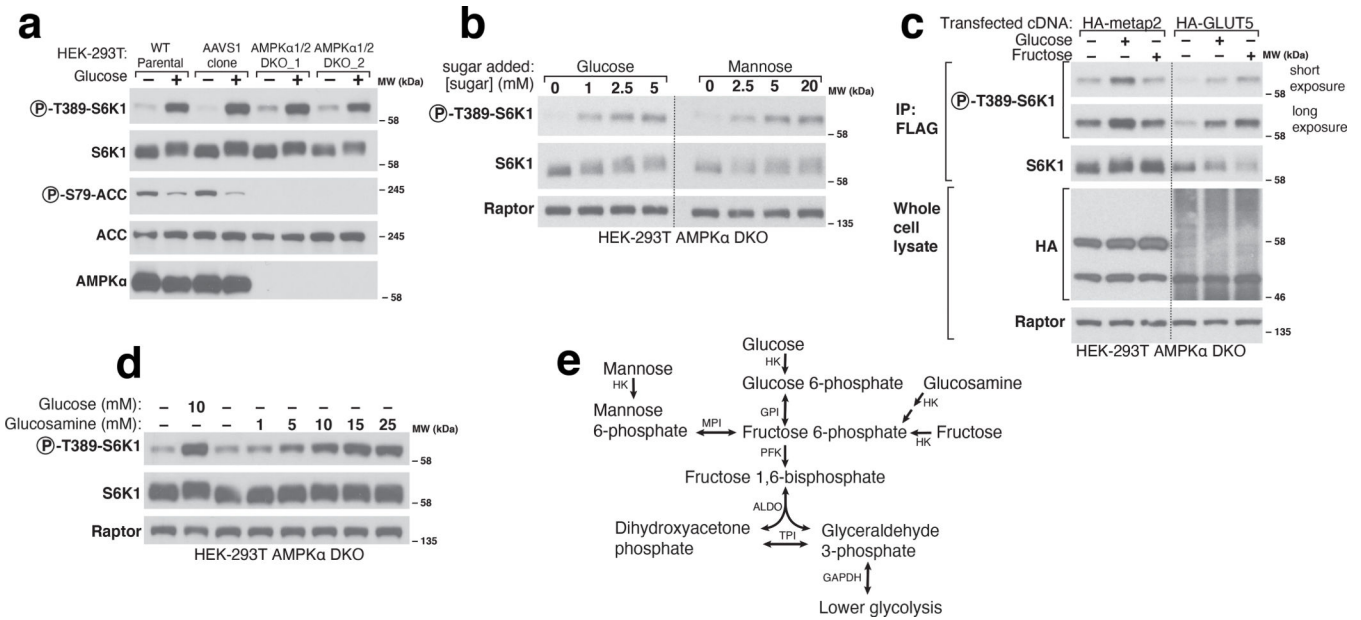 a
HEK-293T: WT Parental AAVS1 clone AMPKα1/2 DKO_1 AMPKα1/2 DKO_2
Glucose – + – + – + – + MW (kDa)
Ⓟ-T389-S6K1
– 58
S6K1
– 58
Ⓟ-S79-ACC – 245
ACC – 245
AMPKα
– 58
b
sugar added: Glucose Mannose
[sugar] (mM) 0 1 2.5 5 0 2.5 5 20 MW (kDa)
Ⓟ-T389-S6K1
– 58
S6K1
– 58
Raptor
– 135
HEK-293T AMPKα DKO
c
Transfected cDNA: HA-metap2 HA-GLUT5
Glucose – + – – + –
Fructose – – + – – + MW (kDa)
IP: FLAG
Ⓟ-T389-S6K1
short exposure
– 58
long exposure
– 58
S6K1
– 58
Whole cell lysate
HA
– 58
– 46
Raptor
– 135
HEK-293T AMPKα DKO
d
Glucose (mM): – 10 – – – – – –
Glucosamine (mM): – – – 1 5 10 15 25 MW (kDa)
Ⓟ-T389-S6K1
– 58
S6K1
– 58
Raptor
– 135
HEK-293T AMPKα DKO
e
Glucose
HK
Mannose
HK
Glucose 6-phosphate
Glucosamine
HK
Mannose
6-phosphate
MPI
GPI
Fructose 6-phosphate
HK
Fructose
PFK
Fructose 1,6-bisphosphate
ALDO
Dihydroxyacetone
phosphate
TPI
Glyceraldehyde
3-phosphate
GAPDH
Lower glycolysis